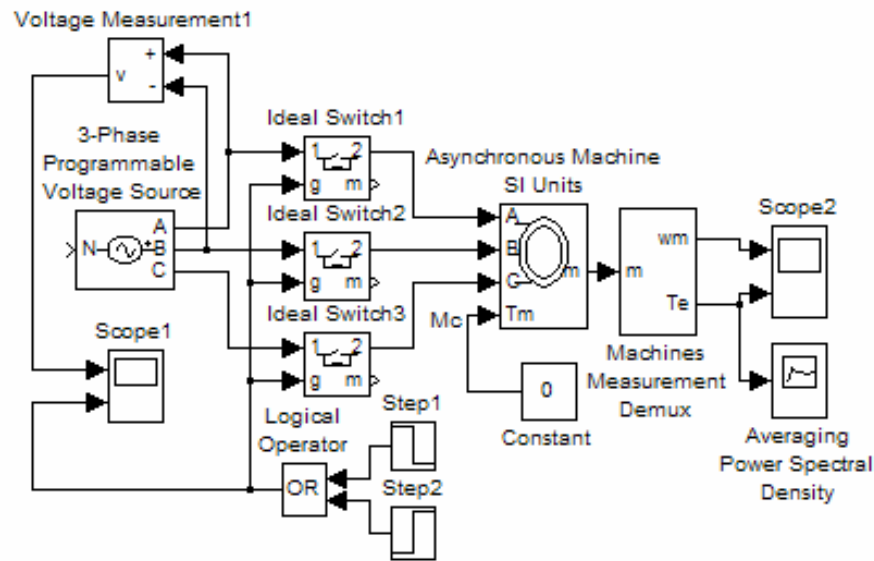 Voltage Measurement1
+
v
-
3-Phase
Programmable
Voltage Source
N
+
A
B
C
Scope1
Ideal Switch1
1 2
g m
Ideal Switch2
1 2
g m
Ideal Switch3
1 2
g m
Logical
Operator
OR
Step1
Step2
Asynchronous Machine
SI Units
A
B
C
m
Tm
Mc
0
Constant
m
wm
Te
Machines
Measurement
Demux
Scope2
Averaging
Power Spectral
Density